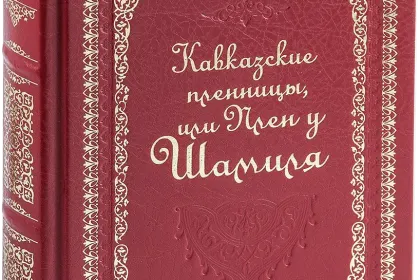 Кавказские
пленницы,
или Плен у
Шамиля